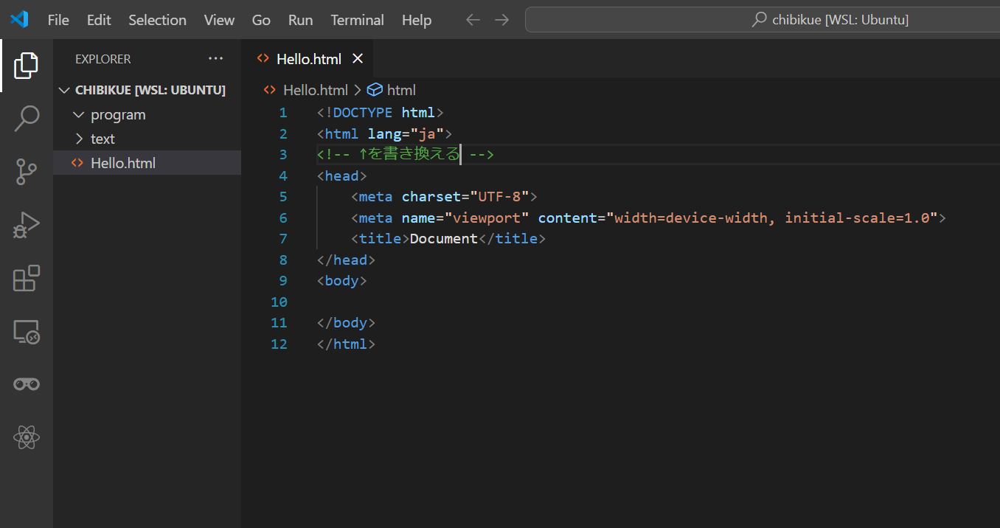 File Edit Selection View Go Run Terminal Help chibikue [WSL: Ubuntu]
EXPLORER
CHIBIKUE [WSL: UBUNTU]
program
text
Hello.html
Hello.html
Hello.html > html
1 <!DOCTYPE html>
2 <html lang="ja">
3 <!-- ↑を書き換える -->
4 <head>
5     <meta charset="UTF-8">
6     <meta name="viewport" content="width=device-width, initial-scale=1.0">
7     <title>Document</title>
8 </head>
9 <body>
10
11 </body>
12 </html>